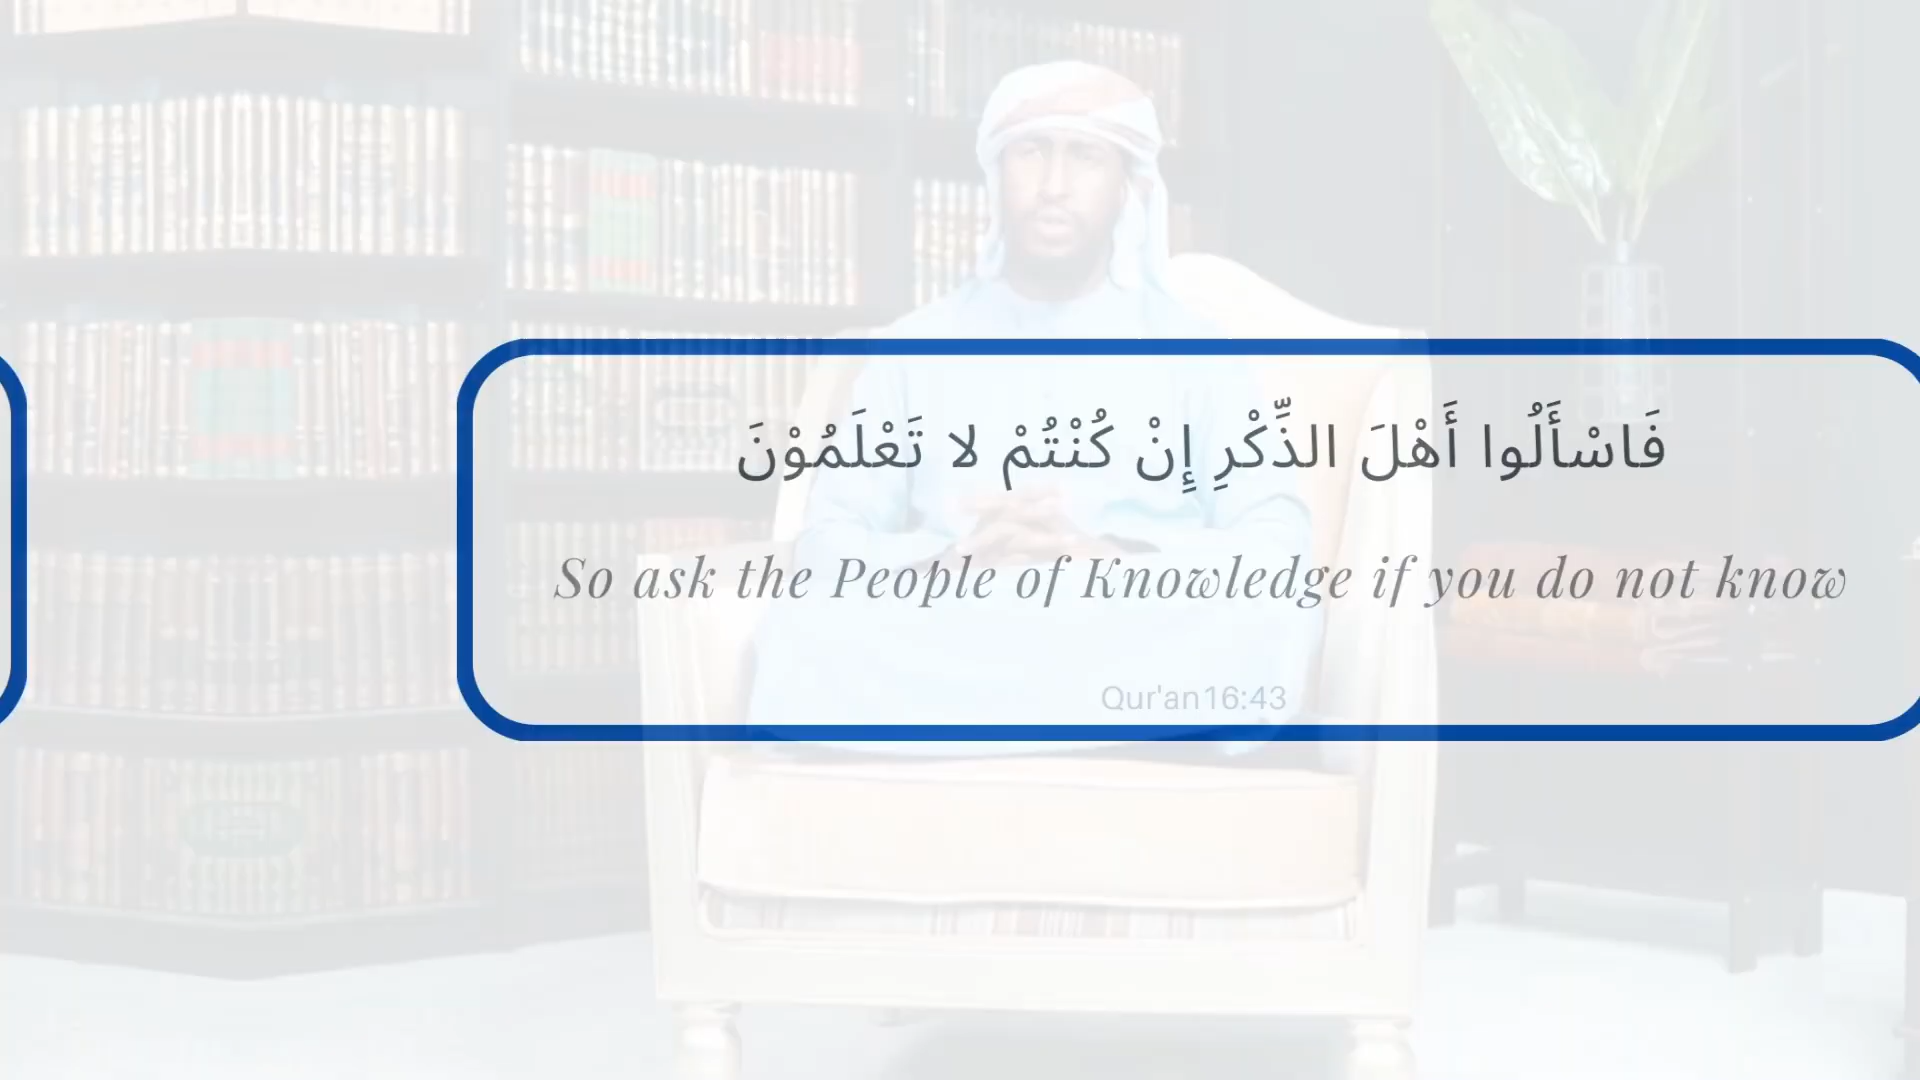 فَاسْأَلُوا أَهْلَ الذِّكْرِ إِنْ كُنْتُمْ لا تَعْلَمُوْنَ
So ask the People of Knowledge if you do not know
Qur'an16:43